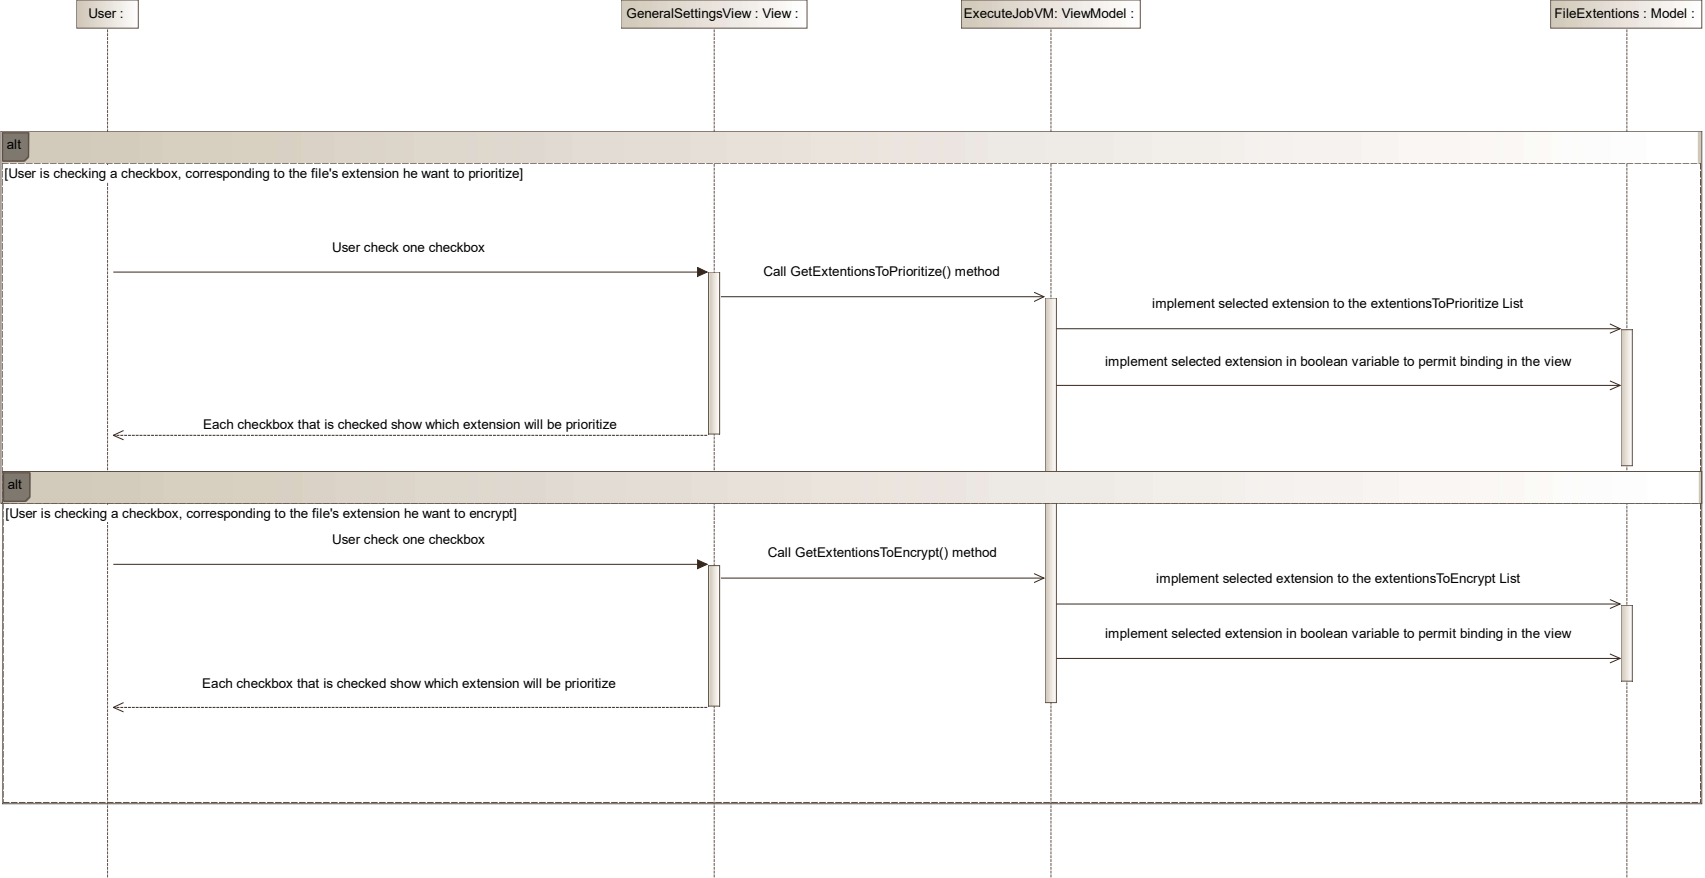 User :
GeneralSettingsView : View :
ExecuteJobVM: ViewModel :
FileExtentions : Model :
alt
[User is checking a checkbox, corresponding to the file's extension he want to prioritize]
User check one checkbox
Call GetExtentionsToPrioritize() method
implement selected extension to the extentionsToPrioritize List
implement selected extension in boolean variable to permit binding in the view
Each checkbox that is checked show which extension will be prioritize
alt
[User is checking a checkbox, corresponding to the file's extension he want to encrypt]
User check one checkbox
Call GetExtentionsToEncrypt() method
implement selected extension to the extentionsToEncrypt List
implement selected extension in boolean variable to permit binding in the view
Each checkbox that is checked show which extension will be prioritize